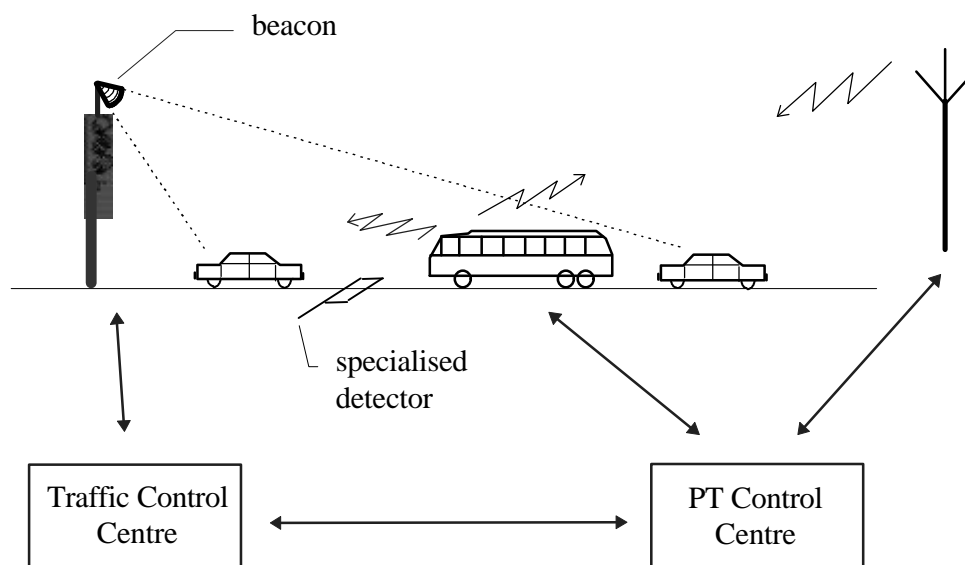 beacon
specialised
detector
Traffic Control
Centre
PT Control
Centre